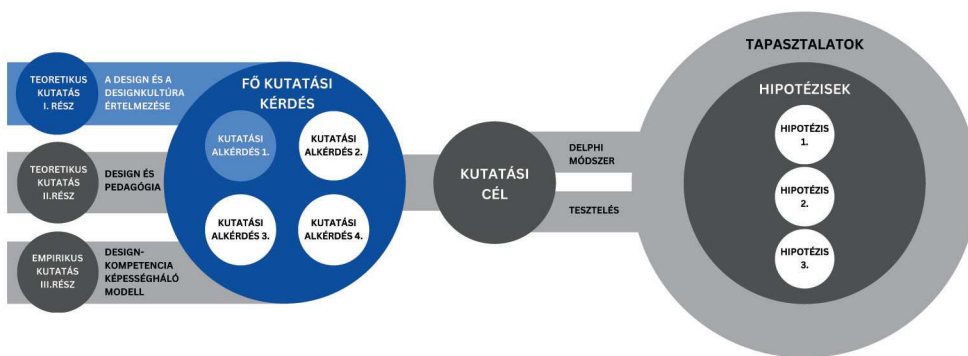 TEORETIKUS
KUTATÁS
I. RÉSZ
A DESIGN ÉS A
DESIGNKULTÚRA
ÉRTELMEZÉSE
TEORETIKUS
KUTATÁS
II.RÉSZ
DESIGN ÉS
PEDAGÓGIA
EMPIRIKUS
KUTATÁS
III.RÉSZ
DESIGN-
KOMPETENCIA
KÉPESSÉGHÁLÓ
MODELL
FŐ KUTATÁSI
KÉRDÉS
KUTATÁSI
ALKÉRDÉS 1.
KUTATÁSI
ALKÉRDÉS 2.
KUTATÁSI
ALKÉRDÉS 3.
KUTATÁSI
ALKÉRDÉS 4.
KUTATÁSI
CÉL
DELPHI
MÓDSZER
TESZTELÉS
TAPASZTALATOK
HIPOTÉZISEK
HIPOTÉZIS
1.
HIPOTÉZIS
2.
HIPOTÉZIS
3.